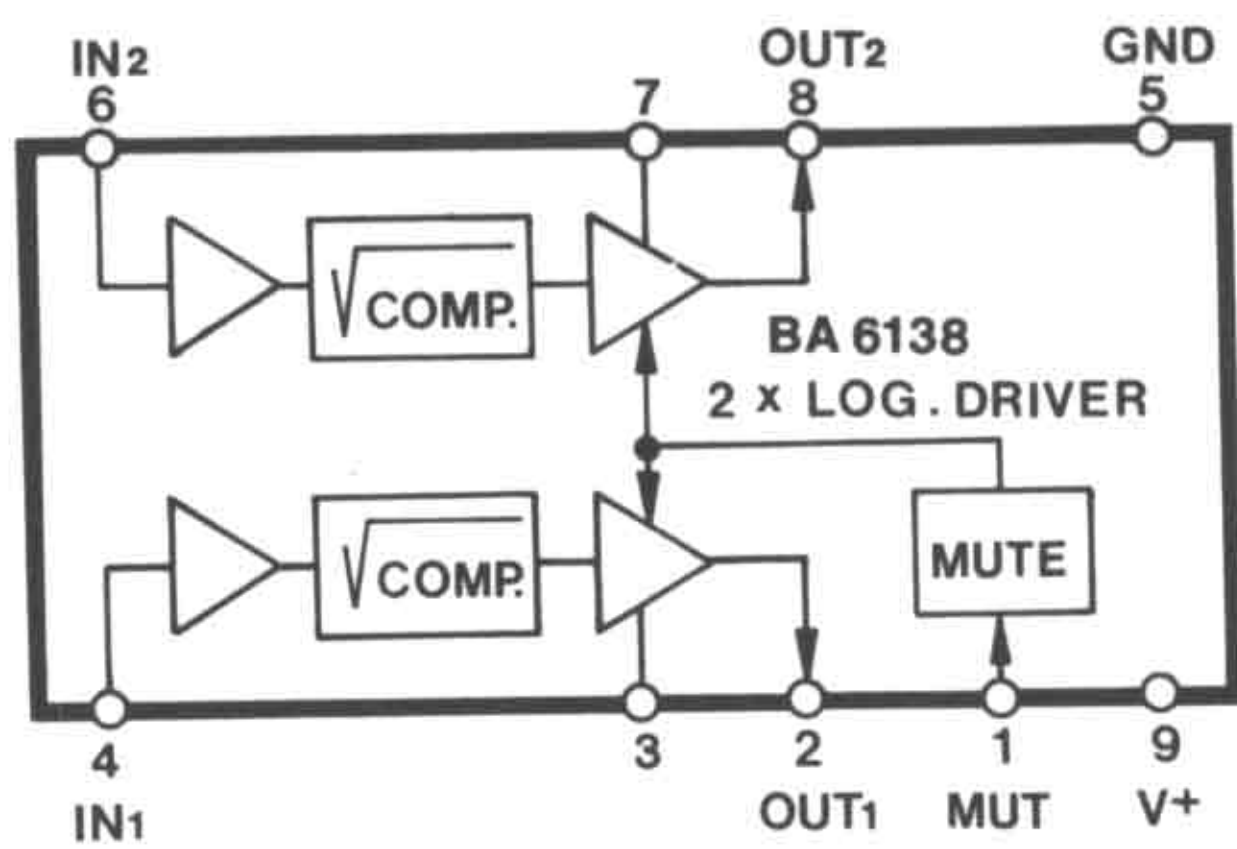 IN2
6
7
OUT2
8
GND
5
√COMP.
BA 6138
2 x LOG. DRIVER
√COMP.
MUTE
4
IN1
3
2
OUT1
1
MUT
9
V+